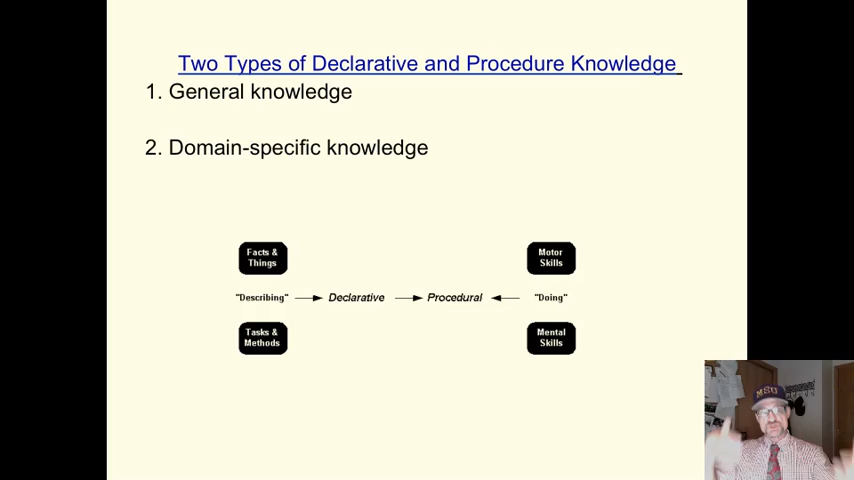 Two Types of Declarative and Procedure Knowledge
1. General knowledge
2. Domain-specific knowledge
Facts &
Things
Motor
Skills
"Describing"
Declarative
Procedural
"Doing"
Tasks &
Methods
Mental
Skills
MSU